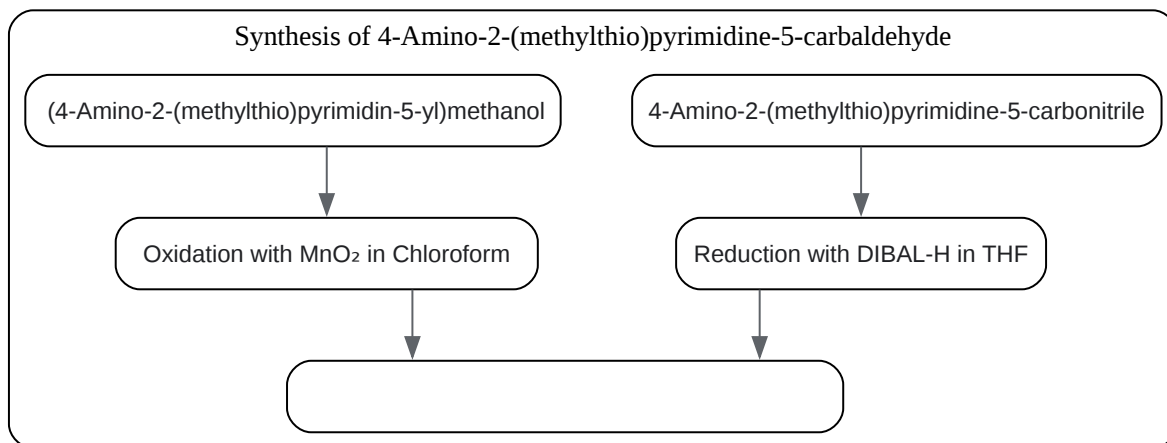 Synthesis of 4-Amino-2-(methylthio)pyrimidine-5-carbaldehyde
(4-Amino-2-(methylthio)pyrimidin-5-yl)methanol
4-Amino-2-(methylthio)pyrimidine-5-carbonitrile
Oxidation with MnO₂ in Chloroform
Reduction with DIBAL-H in THF